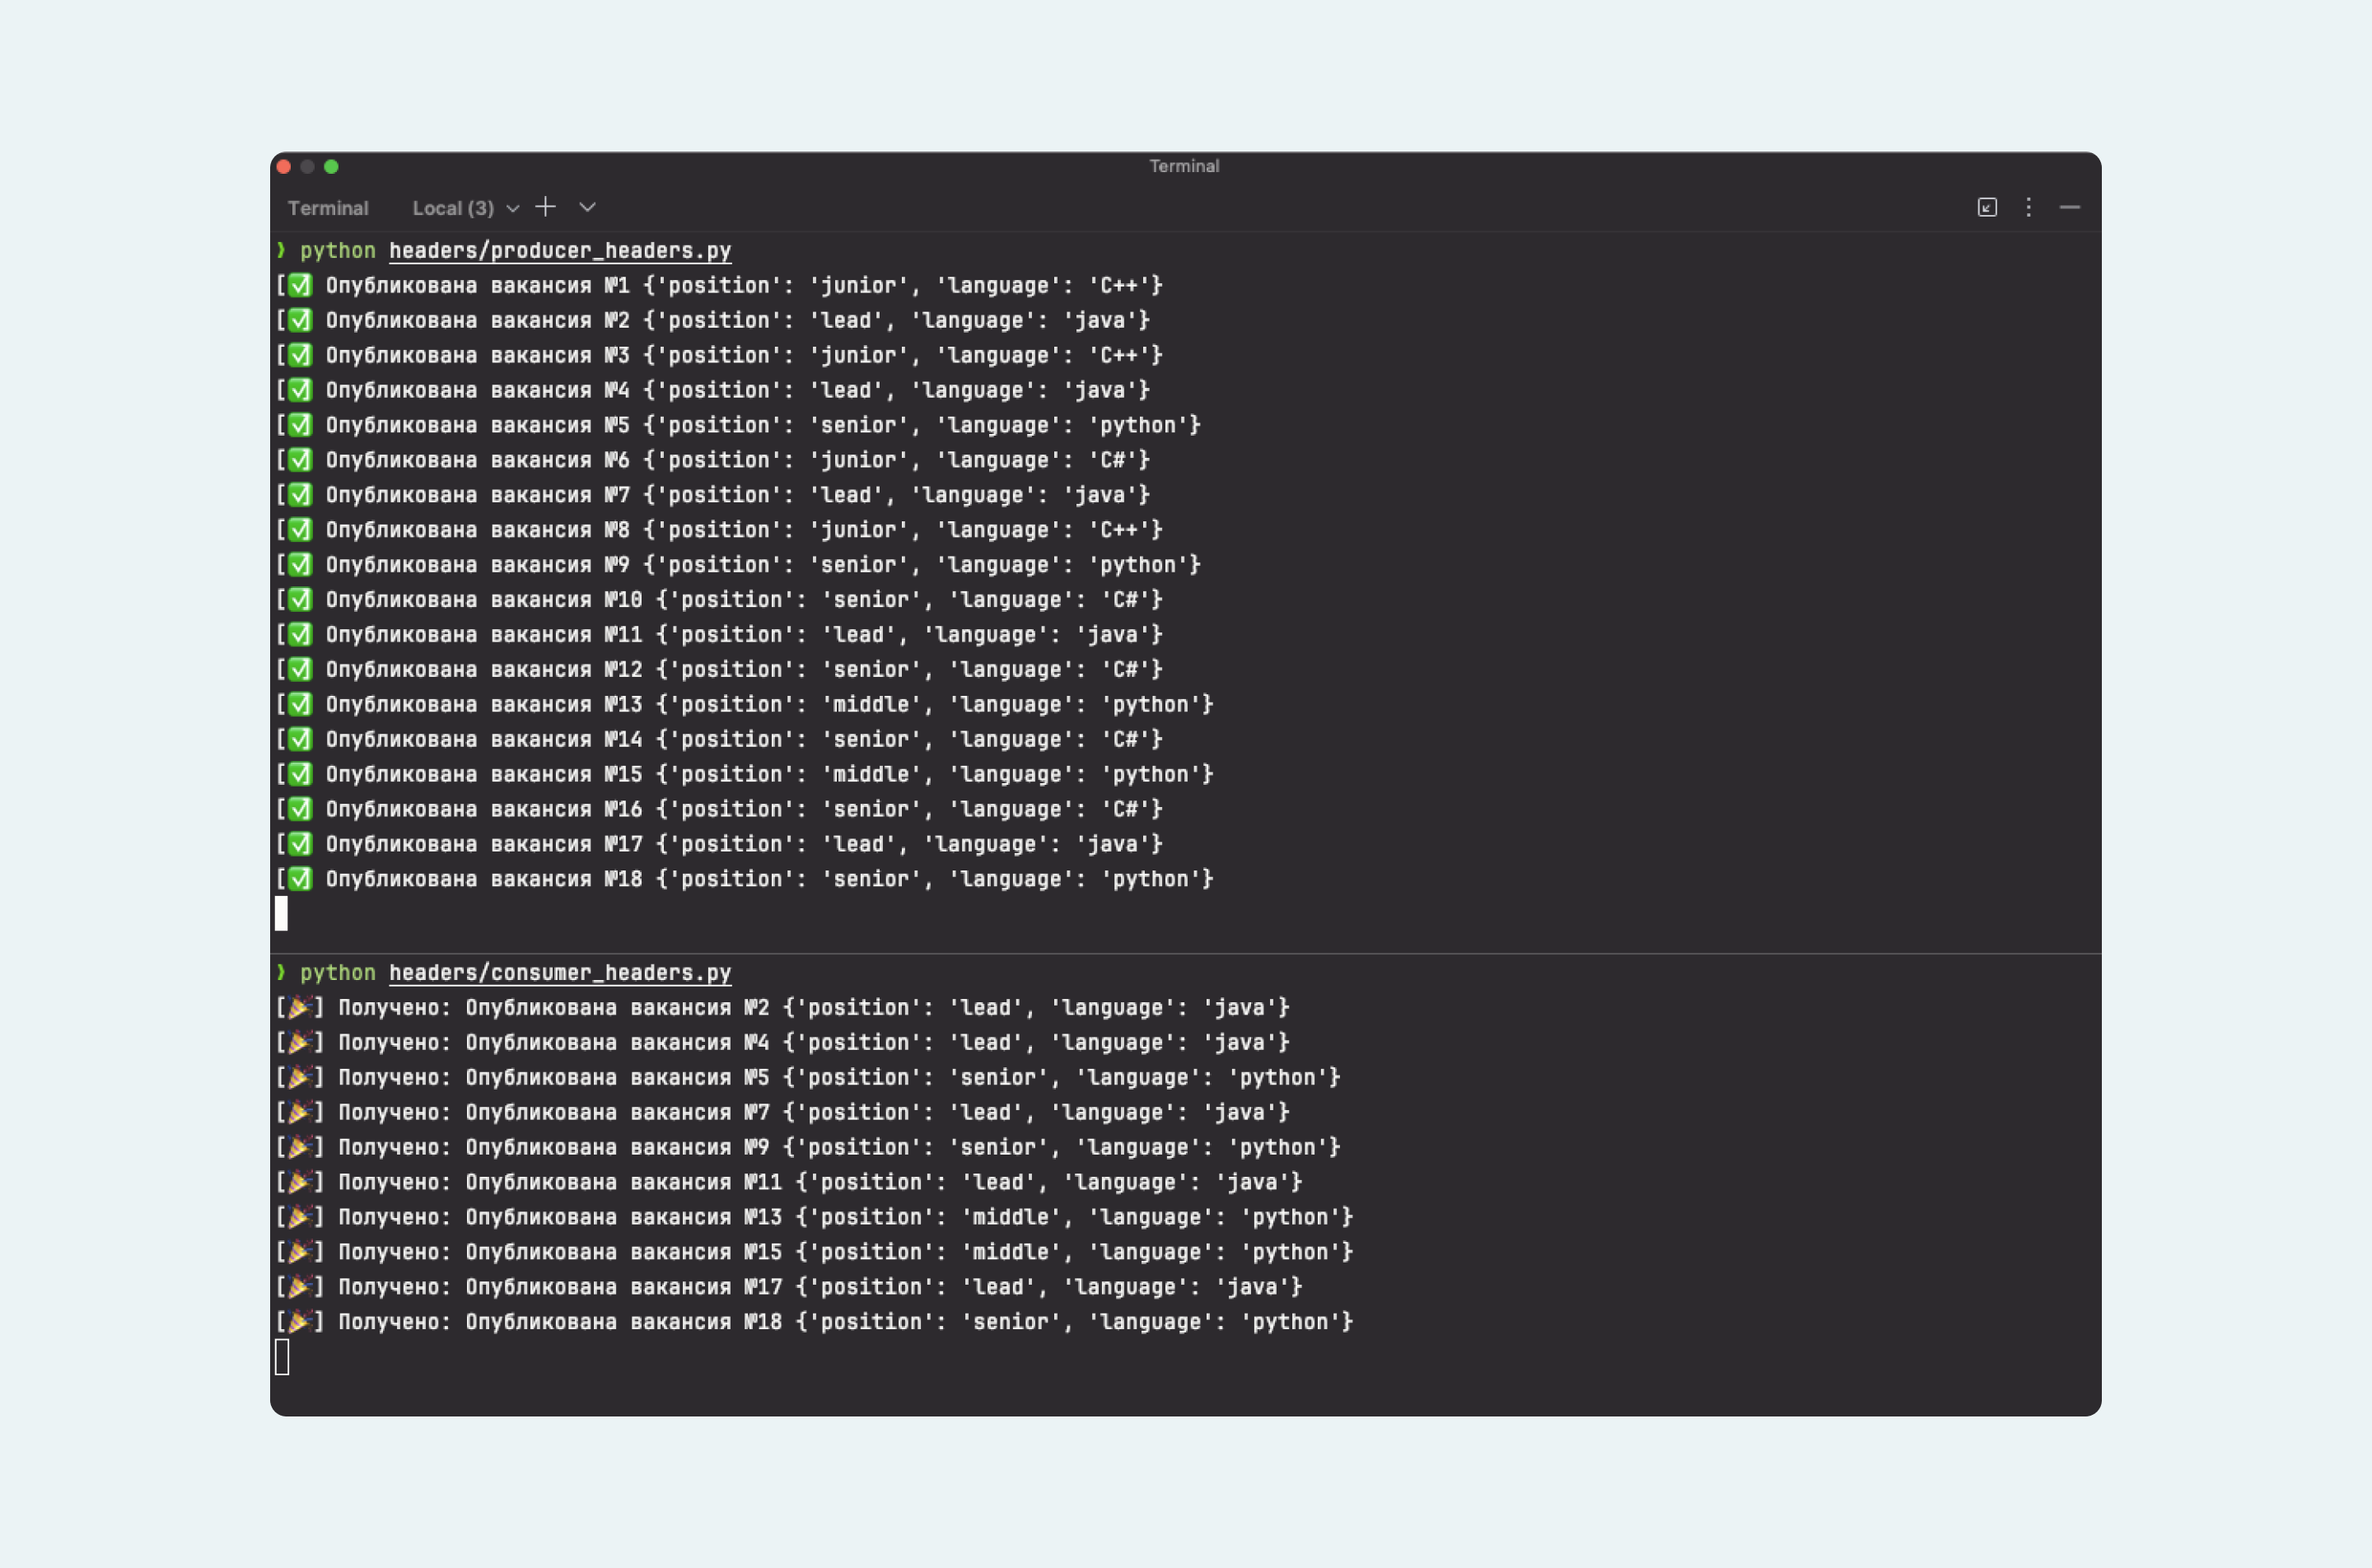 Terminal
Terminal Local (3)
❯ python headers/producer_headers.py
[✅] Опубликована вакансия №1 {'position': 'junior', 'language': 'C++'}
[✅] Опубликована вакансия №2 {'position': 'lead', 'language': 'java'}
[✅] Опубликована вакансия №3 {'position': 'junior', 'language': 'C++'}
[✅] Опубликована вакансия №4 {'position': 'lead', 'language': 'java'}
[✅] Опубликована вакансия №5 {'position': 'senior', 'language': 'python'}
[✅] Опубликована вакансия №6 {'position': 'junior', 'language': 'C#'}
[✅] Опубликована вакансия №7 {'position': 'lead', 'language': 'java'}
[✅] Опубликована вакансия №8 {'position': 'junior', 'language': 'C++'}
[✅] Опубликована вакансия №9 {'position': 'senior', 'language': 'python'}
[✅] Опубликована вакансия №10 {'position': 'senior', 'language': 'C#'}
[✅] Опубликована вакансия №11 {'position': 'lead', 'language': 'java'}
[✅] Опубликована вакансия №12 {'position': 'senior', 'language': 'C#'}
[✅] Опубликована вакансия №13 {'position': 'middle', 'language': 'python'}
[✅] Опубликована вакансия №14 {'position': 'senior', 'language': 'C#'}
[✅] Опубликована вакансия №15 {'position': 'middle', 'language': 'python'}
[✅] Опубликована вакансия №16 {'position': 'senior', 'language': 'C#'}
[✅] Опубликована вакансия №17 {'position': 'lead', 'language': 'java'}
[✅] Опубликована вакансия №18 {'position': 'senior', 'language': 'python'}
❯ python headers/consumer_headers.py
[🎉] Получено: Опубликована вакансия №2 {'position': 'lead', 'language': 'java'}
[🎉] Получено: Опубликована вакансия №4 {'position': 'lead', 'language': 'java'}
[🎉] Получено: Опубликована вакансия №5 {'position': 'senior', 'language': 'python'}
[🎉] Получено: Опубликована вакансия №7 {'position': 'lead', 'language': 'java'}
[🎉] Получено: Опубликована вакансия №9 {'position': 'senior', 'language': 'python'}
[🎉] Получено: Опубликована вакансия №11 {'position': 'lead', 'language': 'java'}
[🎉] Получено: Опубликована вакансия №13 {'position': 'middle', 'language': 'python'}
[🎉] Получено: Опубликована вакансия №15 {'position': 'middle', 'language': 'python'}
[🎉] Получено: Опубликована вакансия №17 {'position': 'lead', 'language': 'java'}
[🎉] Получено: Опубликована вакансия №18 {'position': 'senior', 'language': 'python'}